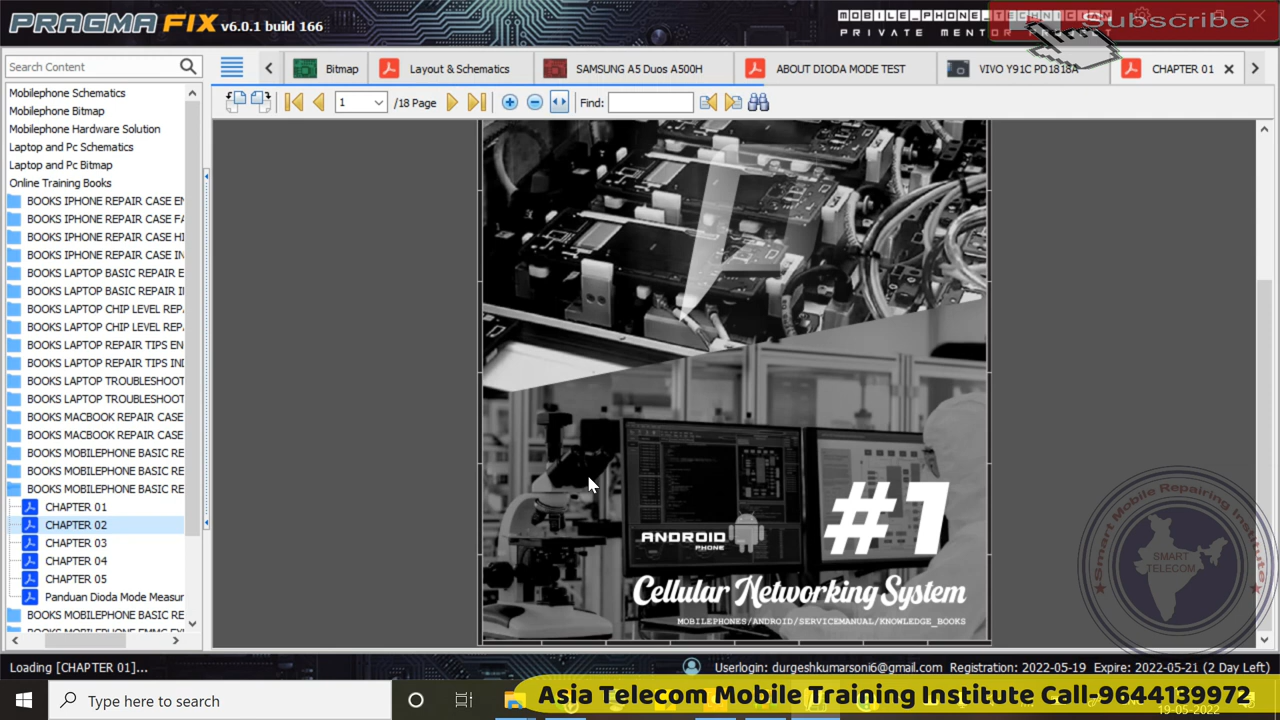 PRAGMA FIX v6.0.1 build 166
MOBILE_PHONE_TECHNICIAN
PRIVATE MENTOR PROJECT
Subscribe
Search Content
Bitmap
Layout & Schematics
SAMSUNG A5 Duos A500H
ABOUT DIODA MODE TEST
VIVO Y91C PD1818A
CHAPTER 01
1 /18 Page
Find:
Mobilephone Schematics
Mobilephone Bitmap
Mobilephone Hardware Solution
Laptop and Pc Schematics
Laptop and Pc Bitmap
Online Training Books
BOOKS IPHONE REPAIR CASE EN
BOOKS IPHONE REPAIR CASE FA
BOOKS IPHONE REPAIR CASE HI
BOOKS IPHONE REPAIR CASE IN
BOOKS LAPTOP BASIC REPAIR E
BOOKS LAPTOP BASIC REPAIR I
BOOKS LAPTOP CHIP LEVEL REP
BOOKS LAPTOP CHIP LEVEL REP
BOOKS LAPTOP REPAIR TIPS EN
BOOKS LAPTOP REPAIR TIPS IN
BOOKS LAPTOP TROUBLESHOOT
BOOKS LAPTOP TROUBLESHOOT
BOOKS MACBOOK REPAIR CASE
BOOKS MACBOOK REPAIR CASE
BOOKS MOBILEPHONE BASIC RE
BOOKS MOBILEPHONE BASIC RE
BOOKS MOBILEPHONE BASIC RE
CHAPTER 01
CHAPTER 02
CHAPTER 03
CHAPTER 04
CHAPTER 05
Panduan Dioda Mode Measur
BOOKS MOBILEPHONE BASIC RE
BOOKS MOBILEPHONE EMMC
#1
ANDROID
PHONE
Cellular Networking System
MOBILEPHONES/ANDROID/SERVICEMANUAL/KNOWLEDGE_BOOKS
Smart Mobile Repairing Institute
SMART
TELECOM
Loading [CHAPTER 01]...
Userlogin: durgeshkumarsoni6@gmail.com Registration: 2022-05-19 Expire: 2022-05-21 (2 Day Left)
Type here to search
Asia Telecom Mobile Training Institute Call-9644139972
19-05-2022